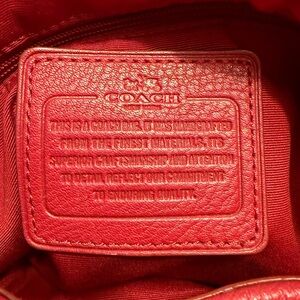 COACH
THIS IS A COACH BAG. IT WAS HANDCRAFTED
FROM THE FINEST MATERIALS. ITS
SUPERIOR CRAFTSMANSHIP AND ATTENTION
TO DETAIL REFLECT OUR COMMITMENT
TO ENDURING QUALITY.